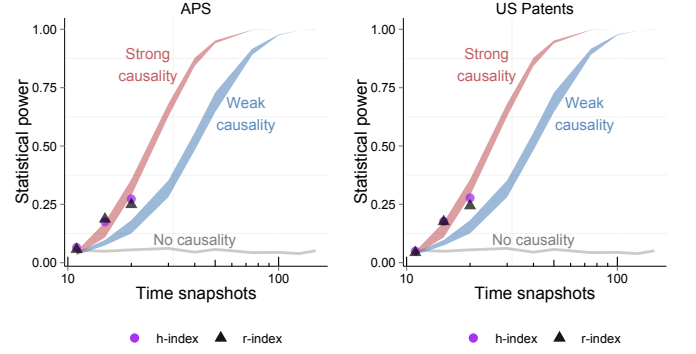 APS
Statistical power
1.00
0.75
0.50
0.25
0.00
Strong
causality
Weak
causality
No causality
10
100
Time snapshots
h-index
r-index
US Patents
Statistical power
1.00
0.75
0.50
0.25
0.00
Strong
causality
Weak
causality
No causality
10
100
Time snapshots
h-index
r-index